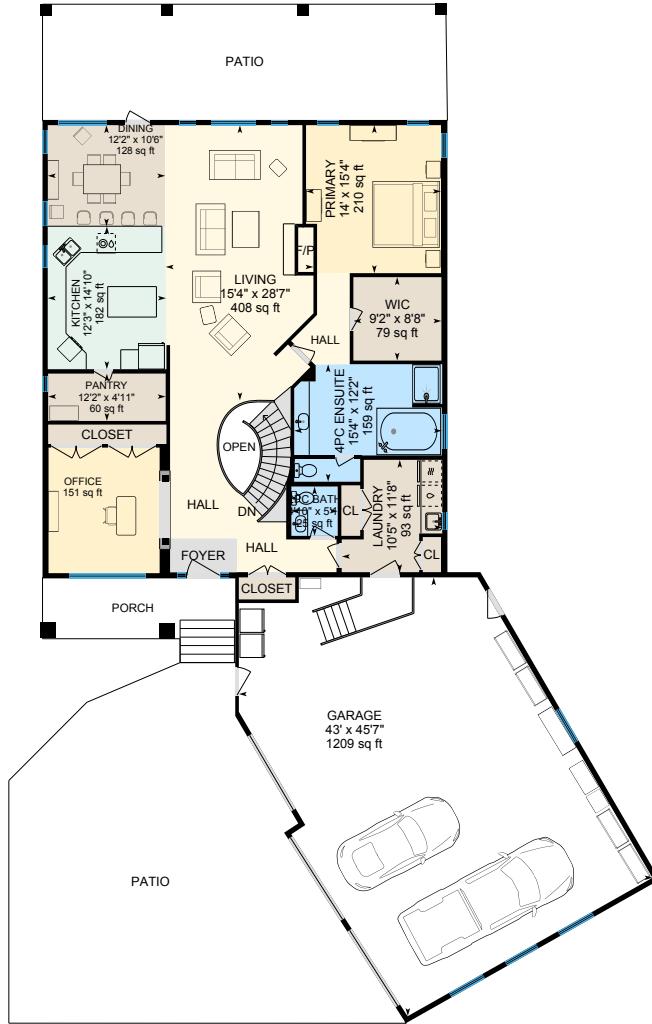 PATIO
DINING
12'2" x 10'6"
128 sq ft
PRIMARY
14' x 15'4"
210 sq ft
F/P
LIVING
15'4" x 28'7"
408 sq ft
KITCHEN
12'3" x 14'10"
182 sq ft
WIC
9'2" x 8'8"
79 sq ft
HALL
PANTRY
12'2" x 4'11"
60 sq ft
4PC ENSUITE
15'4" x 12'2"
159 sq ft
CLOSET
OPEN
OFFICE
151 sq ft
HALL
DN
BATH
25 sq ft
CL
LAUNDRY
10'5" x 11'8"
93 sq ft
CL
FOYER
HALL
CLOSET
PORCH
GARAGE
43' x 45'7"
1209 sq ft
PATIO